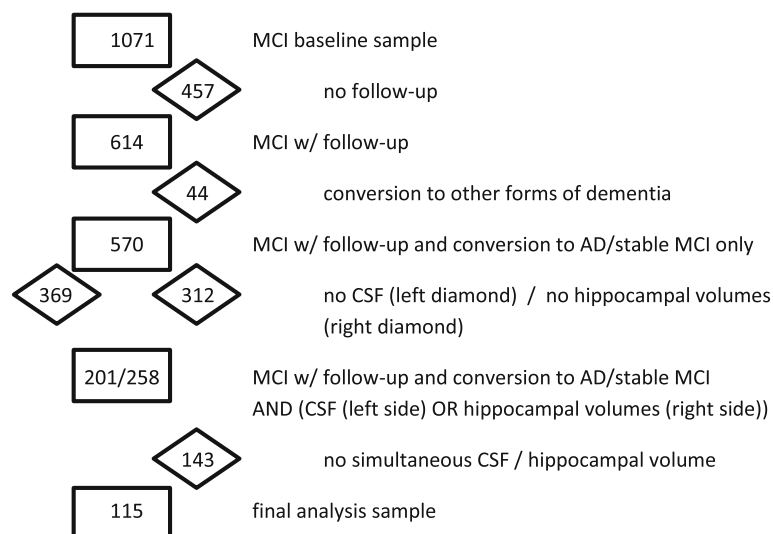 1071 MCI baseline sample
457 no follow-up
614 MCI w/ follow-up
44 conversion to other forms of dementia
570 MCI w/ follow-up and conversion to AD/stable MCI only
369 312 no CSF (left diamond) / no hippocampal volumes
(right diamond)
201/258 MCI w/ follow-up and conversion to AD/stable MCI
AND (CSF (left side) OR hippocampal volumes (right side))
143 no simultaneous CSF / hippocampal volume
115 final analysis sample